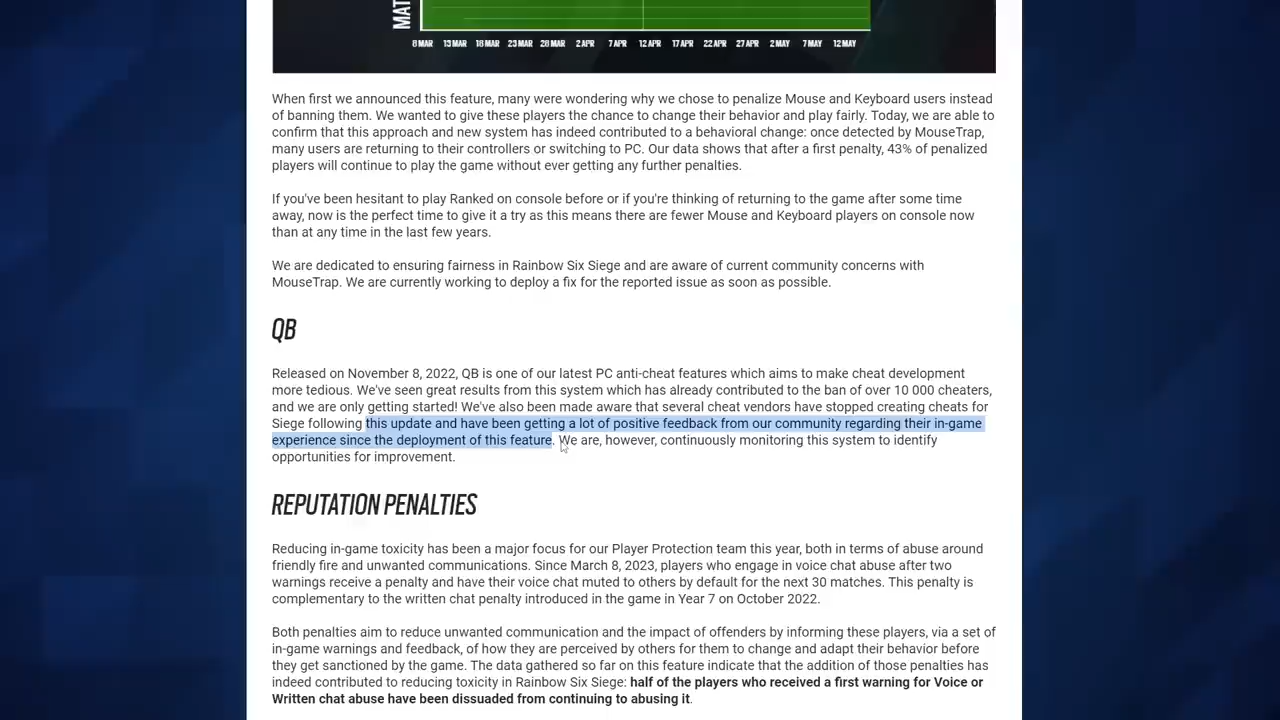 MAT
8 MAR 13 MAR 18 MAR 23 MAR 28 MAR 2 APR 7 APR 12 APR 17 APR 22 APR 27 APR 2 MAY 7 MAY 12 MAY
When first we announced this feature, many were wondering why we chose to penalize Mouse and Keyboard users instead
of banning them. We wanted to give these players the chance to change their behavior and play fairly. Today, we are able to
confirm that this approach and new system has indeed contributed to a behavioral change: once detected by MouseTrap,
many users are returning to their controllers or switching to PC. Our data shows that after a first penalty, 43% of penalized
players will continue to play the game without ever getting any further penalties.
If you've been hesitant to play Ranked on console before or if you're thinking of returning to the game after some time
away, now is the perfect time to give it a try as this means there are fewer Mouse and Keyboard players on console now
than at any time in the last few years.
We are dedicated to ensuring fairness in Rainbow Six Siege and are aware of current community concerns with
MouseTrap. We are currently working to deploy a fix for the reported issue as soon as possible.
QB
Released on November 8, 2022, QB is one of our latest PC anti-cheat features which aims to make cheat development
more tedious. We've seen great results from this system which has already contributed to the ban of over 10 000 cheaters,
and we are only getting started! We've also been made aware that several cheat vendors have stopped creating cheats for
Siege following this update and have been getting a lot of positive feedback from our community regarding their in-game
experience since the deployment of this feature. We are, however, continuously monitoring this system to identify
opportunities for improvement.
REPUTATION PENALTIES
Reducing in-game toxicity has been a major focus for our Player Protection team this year, both in terms of abuse around
friendly fire and unwanted communications. Since March 8, 2023, players who engage in voice chat abuse after two
warnings receive a penalty and have their voice chat muted to others by default for the next 30 matches. This penalty is
complementary to the written chat penalty introduced in the game in Year 7 on October 2022.
Both penalties aim to reduce unwanted communication and the impact of offenders by informing these players, via a set of
in-game warnings and feedback, of how they are perceived by others for them to change and adapt their behavior before
they get sanctioned by the game. The data gathered so far on this feature indicate that the addition of those penalties has
indeed contributed to reducing toxicity in Rainbow Six Siege: half of the players who received a first warning for Voice or
Written chat abuse have been dissuaded from continuing to abusing it.